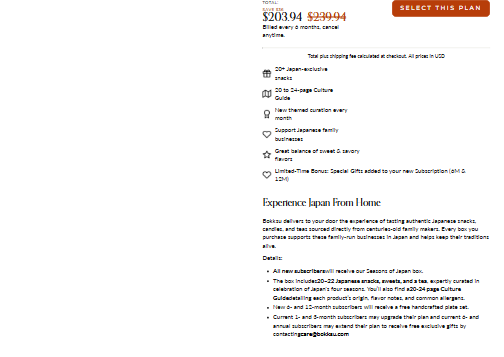 TOTAL
SAVE $36
$203.94 $239.94
SELECT THIS PLAN
Billed every 6 months, cancel
anytime.
Total plus shipping fee calculated at checkout. All prices in USD
20+ Japan-exclusive
snacks
20 to 24-page Culture
Guide
New themed curation every
month
Support Japanese family
businesses
Great balance of sweet & savory
flavors
Limited-Time Bonus: Special Gifts added to your new Subscription (6M &
12M)
Experience Japan From Home
Bokksu delivers to your door the experience of tasting authentic Japanese snacks,
candies, and teas sourced directly from centuries-old family makers. Every box you
purchase supports these family-run businesses in Japan and helps keep their traditions
alive.
Details:
• All new subscriberswill receive our Seasons of Japan box.
• The box includes20-22 Japanese snacks, sweets, and a tea, expertly curated in
celebration of Japan's four seasons. You'll also find a20-24 page Culture
Guidedetailing each product's origin, flavor notes, and common allergens.
• New 6- and 12-month subscribers will receive a free handcrafted plate set.
• Current 1- and 3-month subscribers may upgrade their plan and current 6- and
annual subscribers may extend their plan to receive free exclusive gifts by
contactingcare@bokksu.com